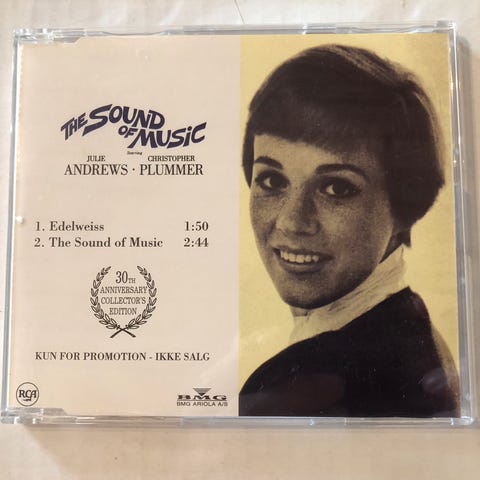 THE SOUND
OF MUSIC
Starring
JULIE CHRISTOPHER
ANDREWS · PLUMMER
1. Edelweiss 1:50
2. The Sound of Music 2:44
30TH
ANNIVERSARY
COLLECTOR'S
EDITION
KUN FOR PROMOTION - IKKE SALG
RCA
BMG
BMG ARIOLA A/S